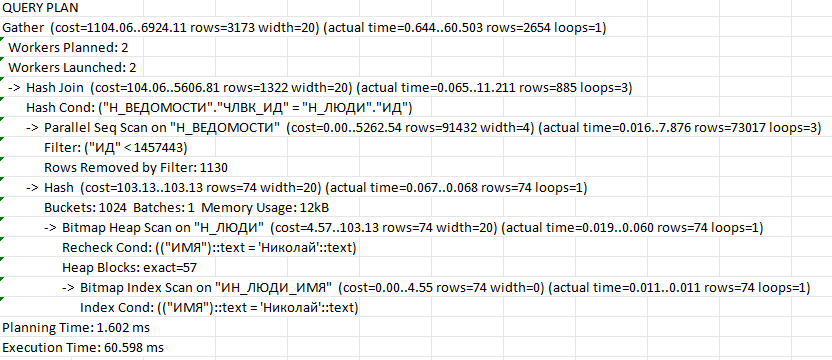 QUERY PLAN
Gather (cost=1104.06..6924.11 rows=3173 width=20) (actual time=0.644..60.503 rows=2654 loops=1)
Workers Planned: 2
Workers Launched: 2
-> Hash Join (cost=104.06..5606.81 rows=1322 width=20) (actual time=0.065..11.211 rows=885 loops=3)
Hash Cond: ("Н_ВЕДОМОСТИ"."ЧЛВК_ИД" = "Н_ЛЮДИ"."ИД")
-> Parallel Seq Scan on "Н_ВЕДОМОСТИ" (cost=0.00..5262.54 rows=91432 width=4) (actual time=0.016..7.876 rows=73017 loops=3)
Filter: ("ИД" < 1457443)
Rows Removed by Filter: 1130
-> Hash (cost=103.13..103.13 rows=74 width=20) (actual time=0.067..0.068 rows=74 loops=1)
Buckets: 1024 Batches: 1 Memory Usage: 12kB
-> Bitmap Heap Scan on "Н_ЛЮДИ" (cost=4.57..103.13 rows=74 width=20) (actual time=0.019..0.060 rows=74 loops=1)
Recheck Cond: (("ИМЯ")::text = 'Николай'::text)
Heap Blocks: exact=57
-> Bitmap Index Scan on "ИН_ЛЮДИ_ИМЯ" (cost=0.00..4.55 rows=74 width=0) (actual time=0.011..0.011 rows=74 loops=1)
Index Cond: (("ИМЯ")::text = 'Николай'::text)
Planning Time: 1.602 ms
Execution Time: 60.598 ms